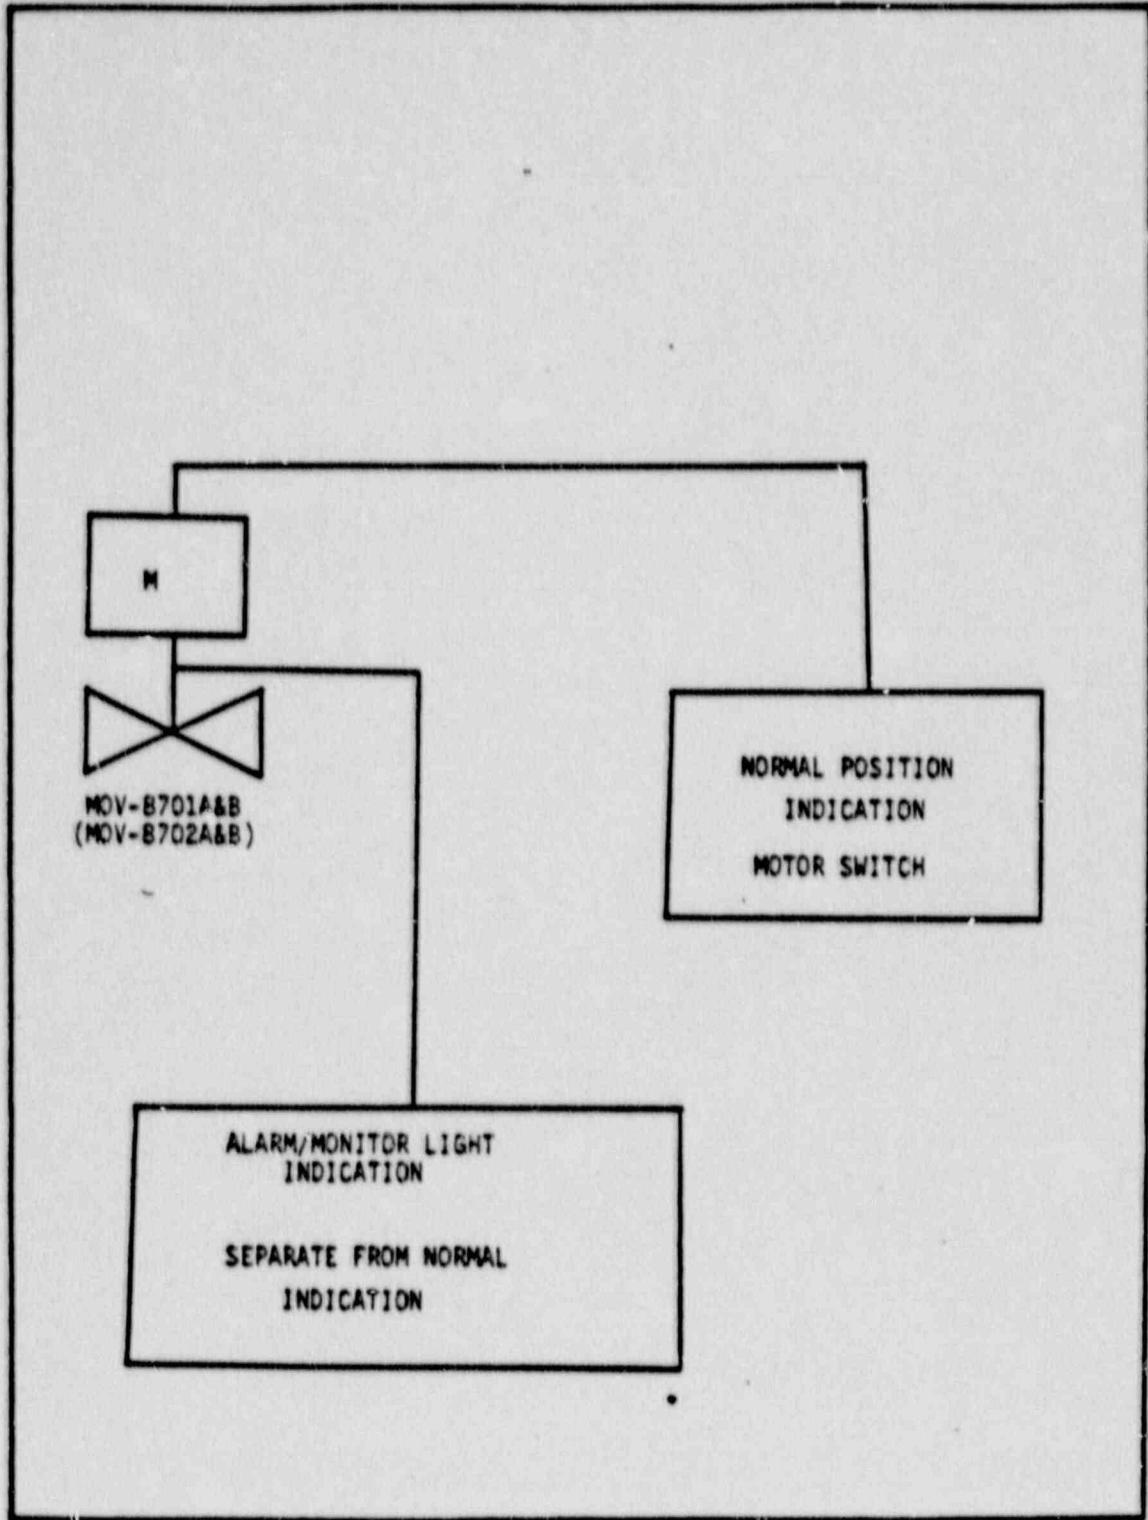 M
MOV-8701A&B
(MOV-8702A&B)
NORMAL POSITION
INDICATION
MOTOR SWITCH
ALARM/MONITOR LIGHT
INDICATION
SEPARATE FROM NORMAL
INDICATION